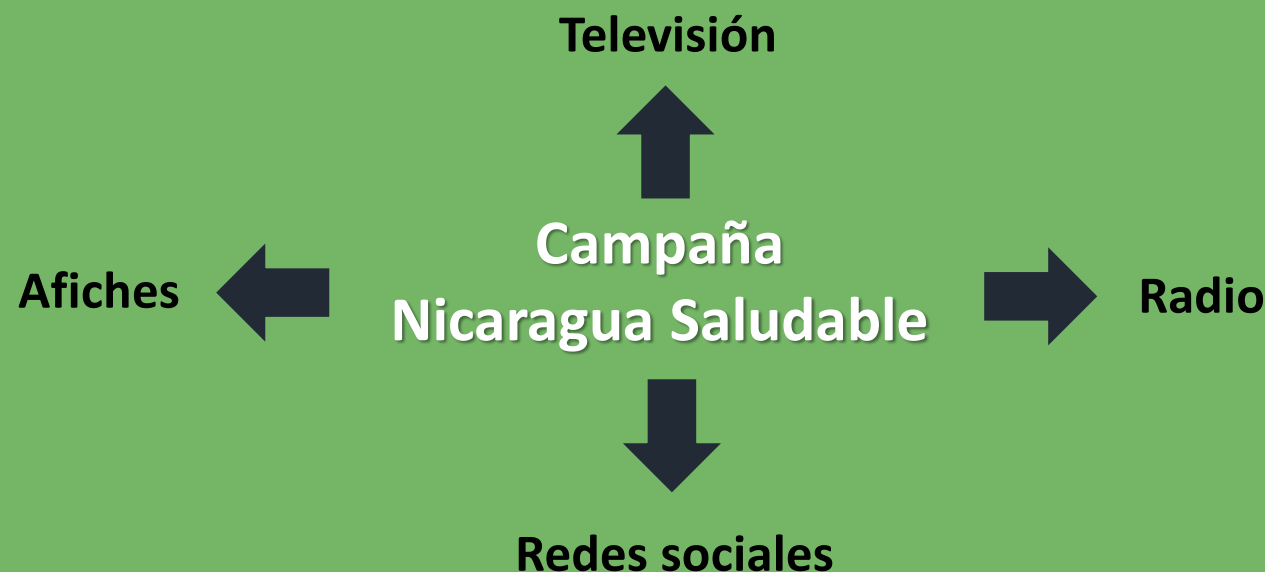 Televisión
Campaña
Nicaragua Saludable
Afiches
Radio
Redes sociales